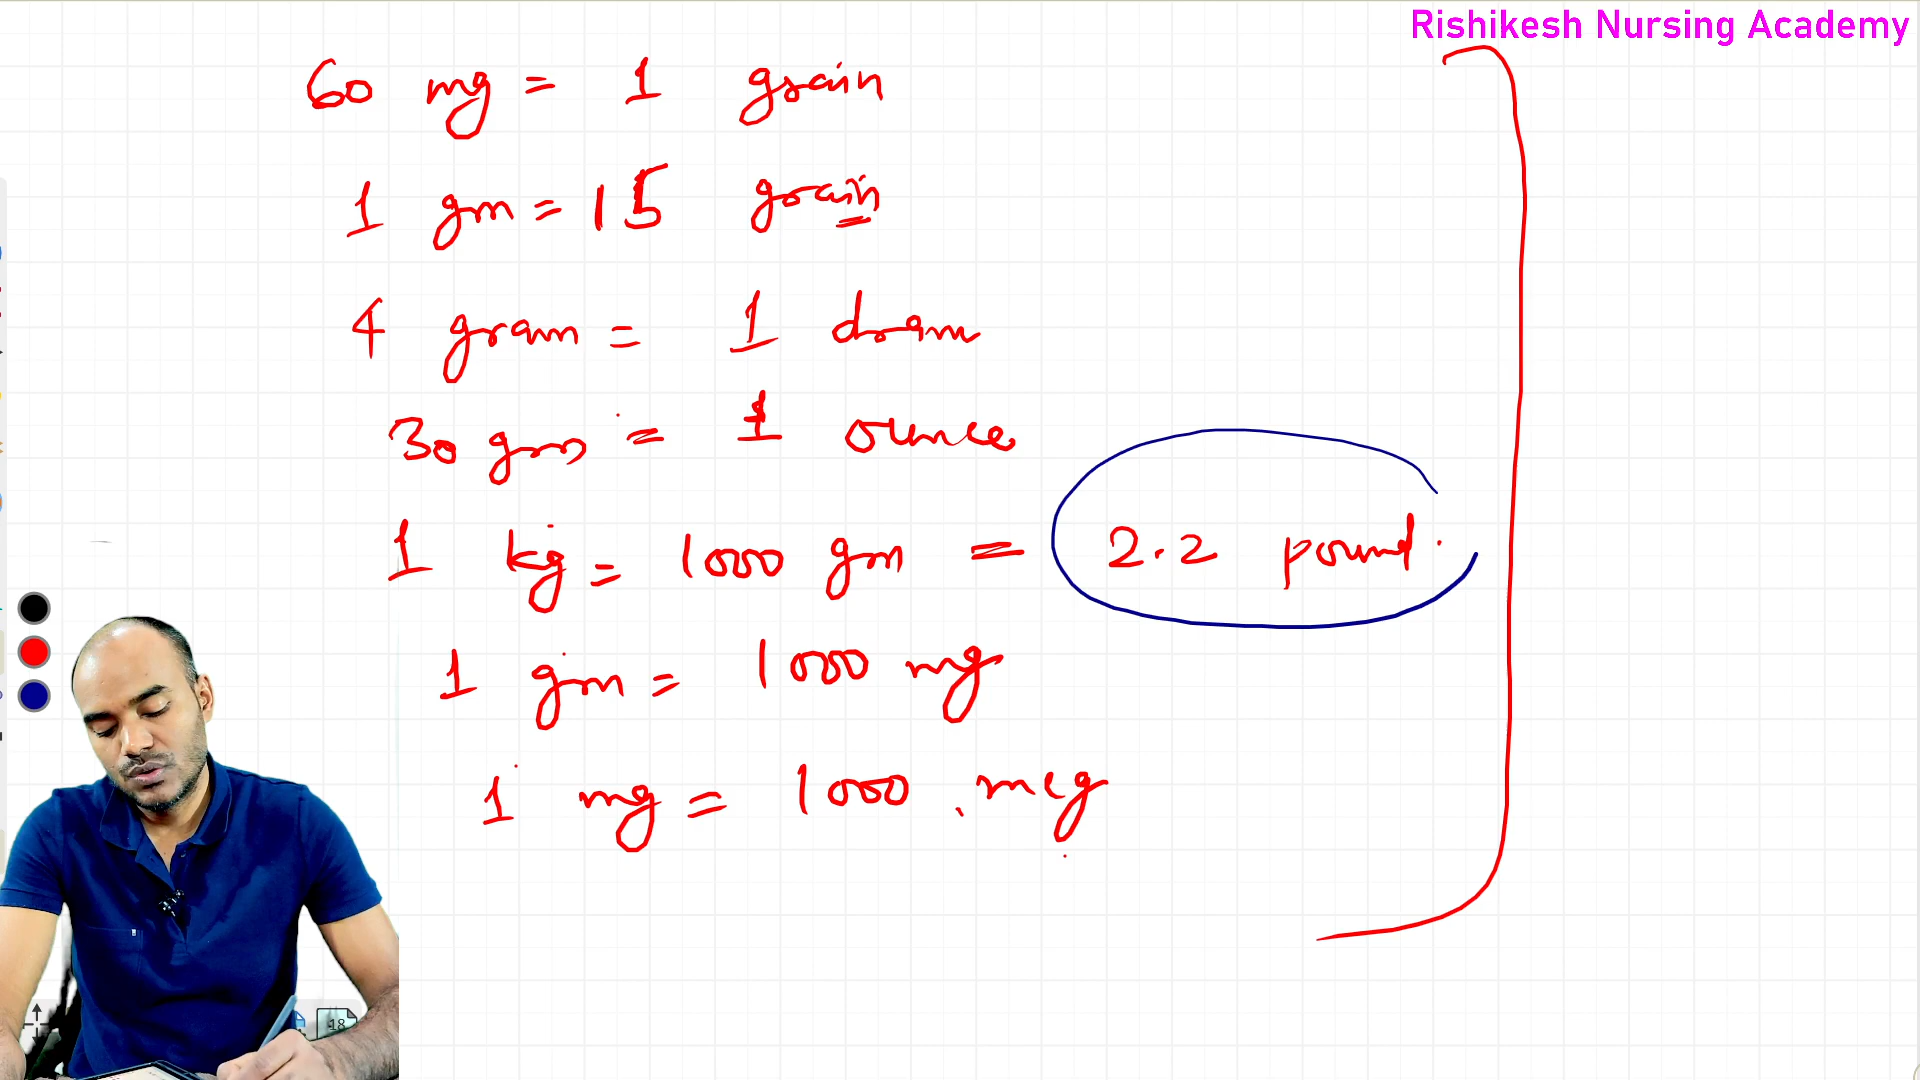 Rishikesh Nursing Academy
60 mg = 1 grain
1 gm = 15 grain
4 gram = 1 dram
30 gm = 1 ounce
1 kg = 1000 gm = 2.2 pound.
1 gm = 1000 mg
1 mg = 1000 mcg
18